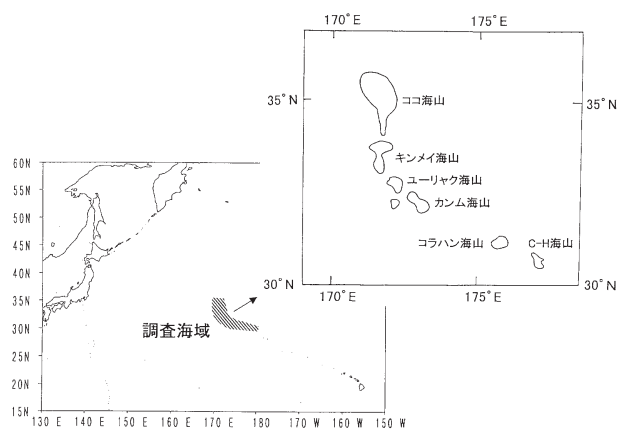 170°E 175°E
35°N 35°N
ココ海山
キンメイ海山
ユーリャク海山
カンム海山
コラハン海山 C-H海山
30°N 30°N
170°E 175°E
60N
55N
50N
45N
40N
35N
30N
25N
20N
15N
調査海域
130 E 140 E 150 E 160 E 170 E 180 170 W 160 W 150 W